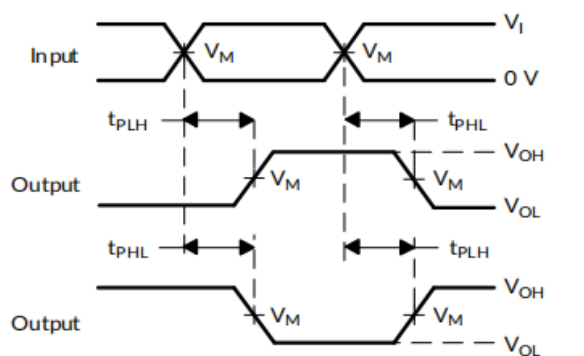 V_I
Input V_M V_M
0 V
t_PLH t_PHL
V_OH
Output V_M V_M
V_OL
t_PHL t_PLH
V_OH
Output V_M V_M
V_OL